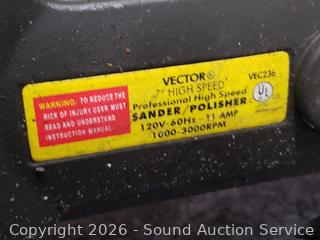 VECTOR®
VEC236
7" HIGH SPEED
Professional High Speed
SANDER/POLISHER
120V-60Hz-11 AMP
1000-3000RPM
WARNING: TO REDUCE THE
RICK OF INJURY USER MUST
READ AND UNDERSTAND
INSTRUCTION MANUAL
UL
Copyright 2026 - Sound Auction Service